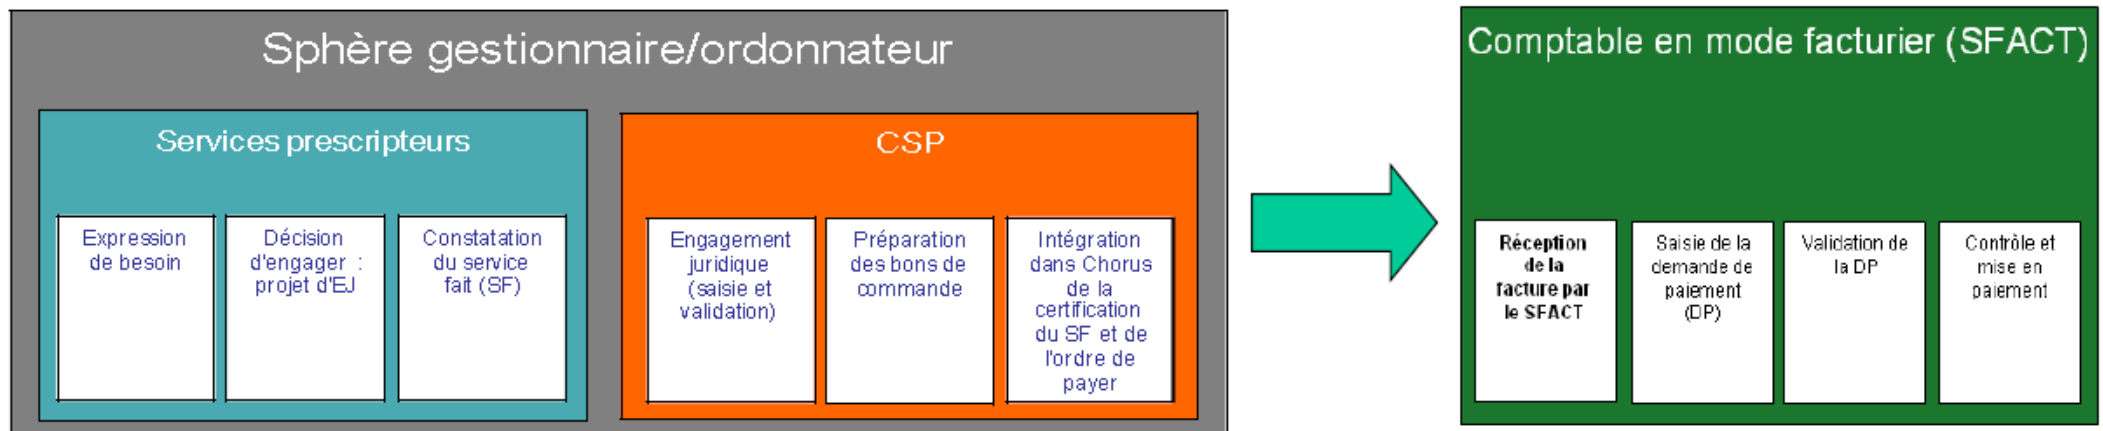 Sphère gestionnaire/ordonnateur
Services prescripteurs
Expression
de besoin
Décision
d'engager :
projet d'EJ
Constatation
du service
fait (SF)
CSP
Engagement
juridique
(saisie et
validation)
Préparation
des bons de
commande
Intégration
dans Chorus
de la
certification
du SF et de
l'ordre de
payer
Comptable en mode facturier (SFACT)
Réception
de la
facture par
le SFACT
Saisie de la
demande de
paiement
(DP)
Validation de
la DP
Contrôle et
mise en
paiement